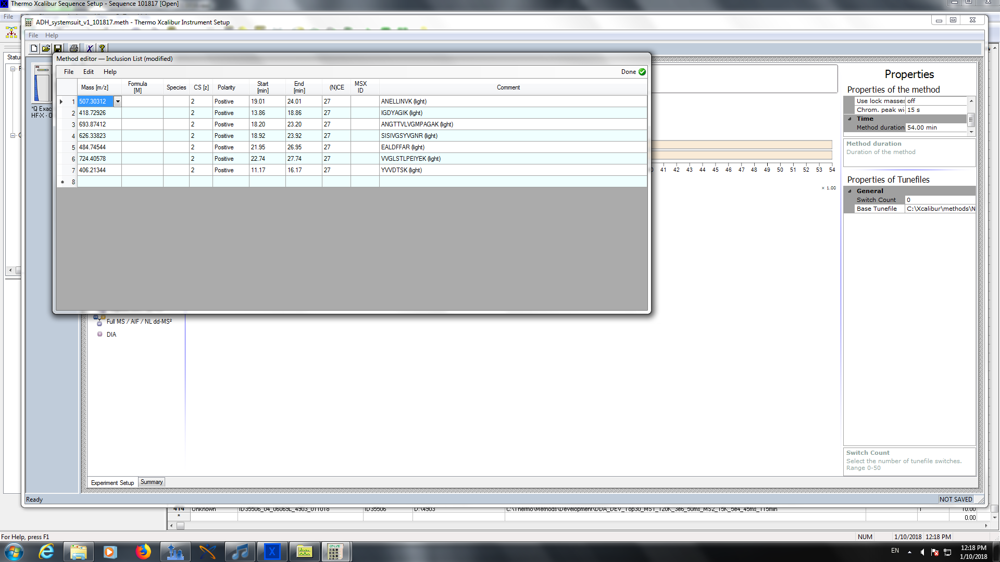 Thermo Xcalibur Sequence Setup - Sequence 101817 [Open]
File
ADH_systemsuit_v1_101817.meth - Thermo Xcalibur Instrument Setup
File Help
Status
Method editor — Inclusion List (modified)
File Edit Help Done
Mass [m/z] Formula [M] Species CS [z] Polarity Start [min] End [min] (N)CE MSX ID Comment
1 507.30312 2 Positive 19.01 24.01 27 ANELLINVK (light)
2 418.72926 2 Positive 13.86 18.86 27 IGDYAGIK (light)
3 693.87412 2 Positive 18.20 23.20 27 ANGTTVLVGMPAGAK (light)
4 626.33823 2 Positive 18.92 23.92 27 SISIVGSYVGNR (light)
5 484.74544 2 Positive 21.95 26.95 27 EALDFFAR (light)
6 724.40578 2 Positive 22.74 27.74 27 VVGLSTLPEIYEK (light)
7 406.21344 2 Positive 11.17 16.17 27 YVVDTSK (light)
* 8
*Q Exac
HF-X - O
41 42 43 44 45 46 47 48 49 50 51 52 53 54
× 1.00
Full MS / AIF / NL dd-MS²
DIA
Experiment Setup Summary
Properties
Properties of the method
Use lock masses off
Chrom. peak wi 15 s
Time
Method duration 54.00 min
Method duration
Duration of the method
Properties of Tunefiles
General
Switch Count 0
Base Tunefile C:\Xcalibur\methods\N
Switch Count
Select the number of tunefile switches.
Range 0-50
Ready NOT SAVED
414 Unknown ID35506_04_06069L_4903_011018 ID35506 D:\4903 C:\Thermo\Methods\Development\DDA_DEV_Top30_MS1_120K_3e6_50ms_MS2_15K_5e4_45ms_115min 1 10.00
* 0.00
For Help, press F1 NUM 1/10/2018 12:18 PM
EN 12:18 PM
1/10/2018